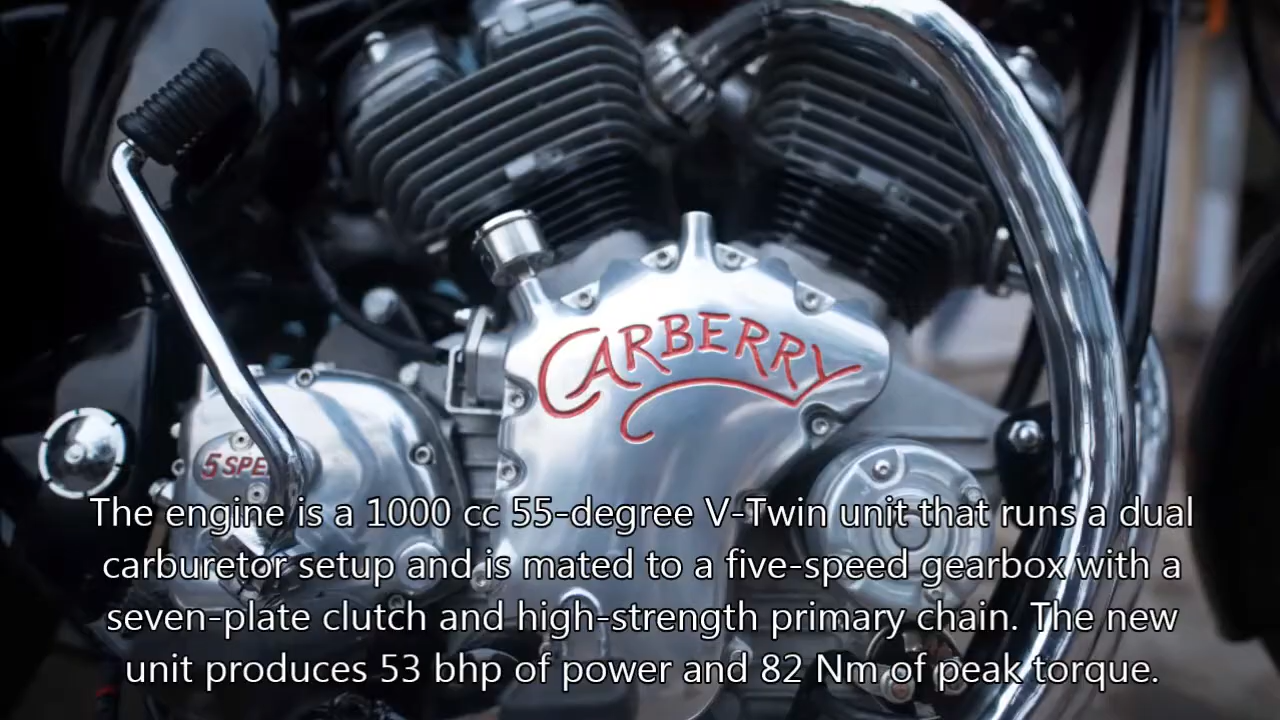 CARBERRY
5 SPE
The engine is a 1000 cc 55-degree V-Twin unit that runs a dual
carburetor setup and is mated to a five-speed gearbox with a
seven-plate clutch and high-strength primary chain. The new
unit produces 53 bhp of power and 82 Nm of peak torque.